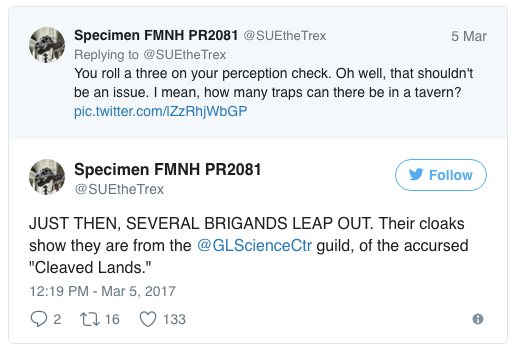 Specimen FMNH PR2081 @SUEtheTrex 5 Mar
Replying to @SUEtheTrex
You roll a three on your perception check. Oh well, that shouldn't
be an issue. I mean, how many traps can there be in a tavern?
pic.twitter.com/lZzRhjWbGP
Specimen FMNH PR2081
@SUEtheTrex
Follow
JUST THEN, SEVERAL BRIGANDS LEAP OUT. Their cloaks
show they are from the @GLScienceCtr guild, of the accursed
"Cleaved Lands."
12:19 PM - Mar 5, 2017
2 16 133